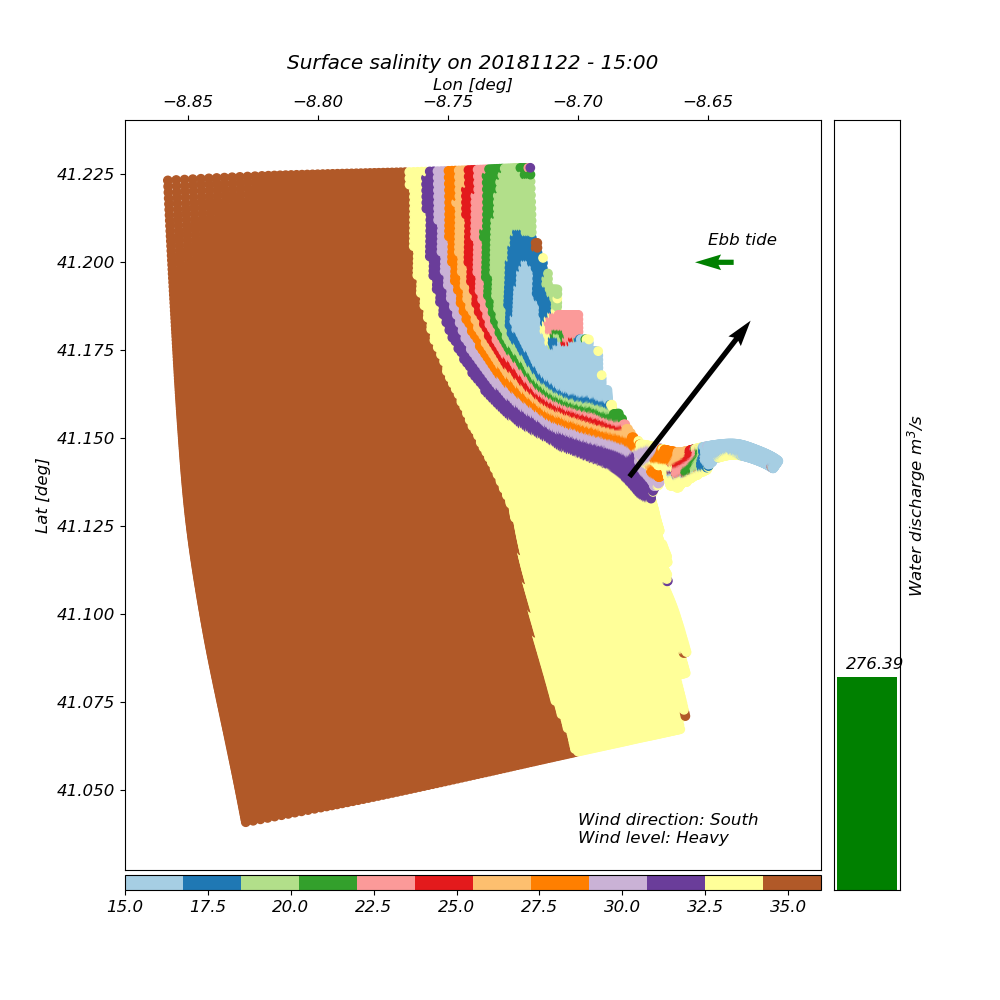 Surface salinity on 20181122 - 15:00
Lon [deg]
−8.85 −8.80 −8.75 −8.70 −8.65
41.225
41.200
41.175
41.150
41.125
41.100
41.075
41.050
Lat [deg]
Ebb tide
Wind direction: South
Wind level: Heavy
276.39
Water discharge m³/s
15.0 17.5 20.0 22.5 25.0 27.5 30.0 32.5 35.0